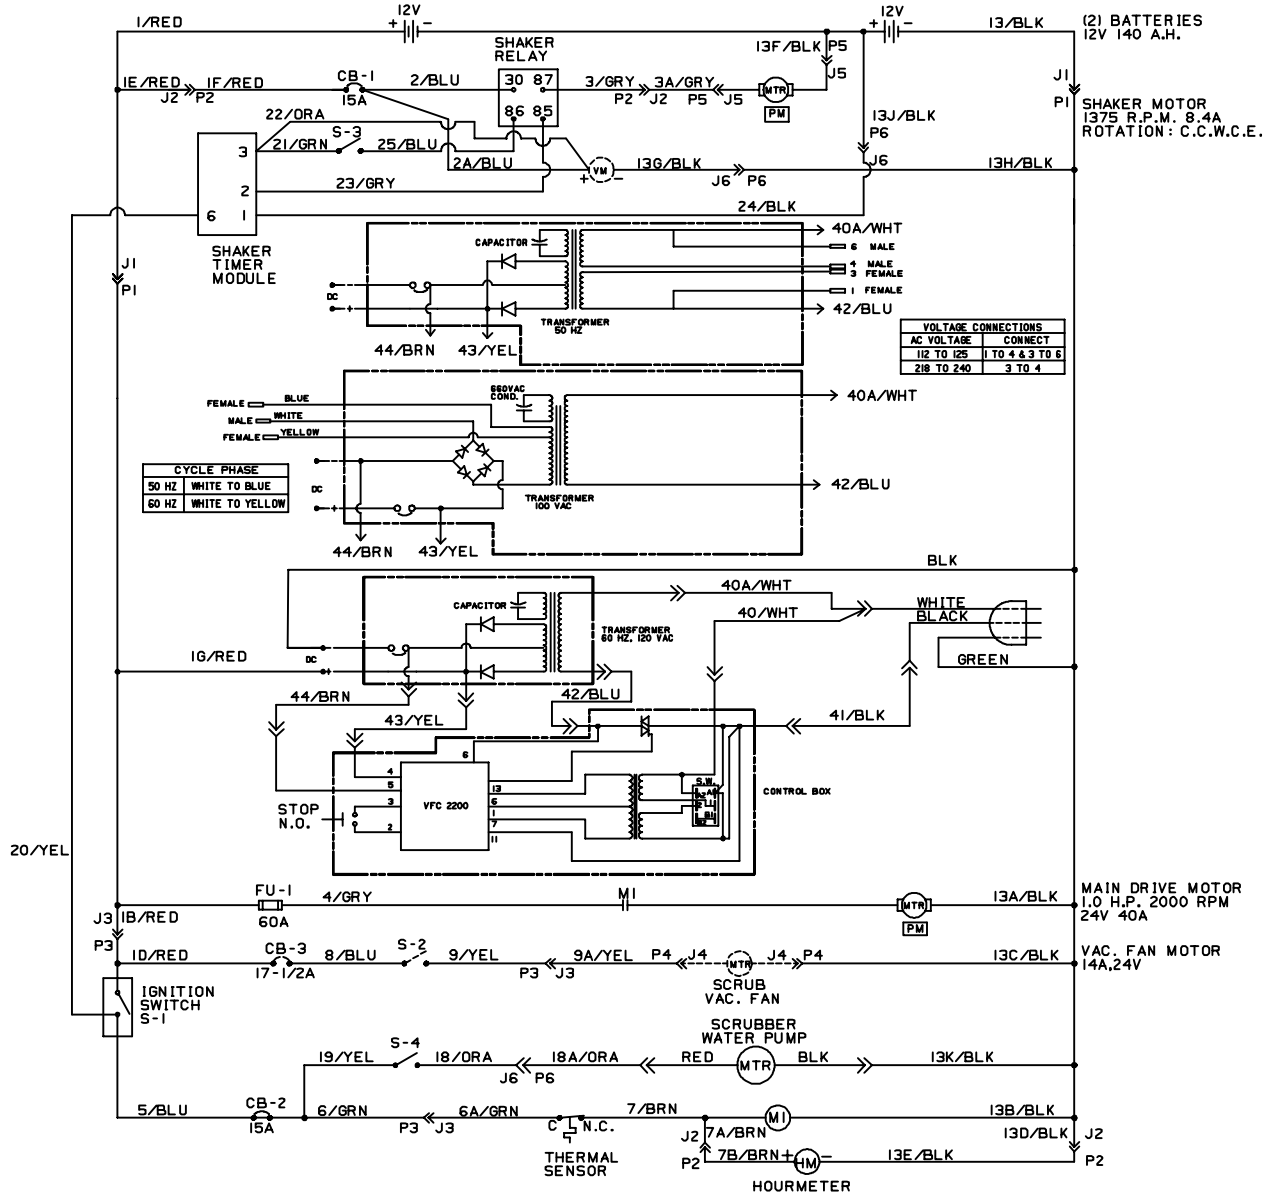 1/RED
12V
+ -
12V
+ -
13/BLK
(2) BATTERIES
12V 140 A.H.
SHAKER
RELAY
13F/BLK
P5
J5
1E/RED
J2
P2
1F/RED
CB-1
15A
2/BLU
30 87
86 85
3/GRY
P2
J2
3A/GRY
P5
J5
MTR
PM
J1
P1
SHAKER MOTOR
1375 R.P.M. 8.4A
ROTATION: C.C.W.C.E.
22/ORA
S-3
21/GRN
25/BLU
13J/BLK
P6
J6
3
2
6
1
2A/BLU
+
VM
-
13G/BLK
J6
P6
13H/BLK
23/GRY
24/BLK
SHAKER
TIMER
MODULE
J1
P1
CAPACITOR
40A/WHT
6 MALE
4 MALE
3 FEMALE
1 FEMALE
-
DC
+
TRANSFORMER
50 HZ
42/BLU
44/BRN
43/YEL
VOLTAGE CONNECTIONS
AC VOLTAGE CONNECT
112 TO 125 1 TO 4 & 3 TO 6
218 TO 240 3 TO 4
660VAC
COND.
40A/WHT
FEMALE
BLUE
MALE
WHITE
FEMALE
YELLOW
CYCLE PHASE
50 HZ WHITE TO BLUE
60 HZ WHITE TO YELLOW
-
DC
+
TRANSFORMER
100 VAC
42/BLU
44/BRN
43/YEL
BLK
40A/WHT
40/WHT
WHITE
BLACK
GREEN
CAPACITOR
TRANSFORMER
60 HZ, 120 VAC
1G/RED
-
DC
+
44/BRN
43/YEL
42/BLU
41/BLK
6
4
5
3
2
VFC 2200
13
6
1
7
11
S.W.
A2
B1
B2
CONTROL BOX
STOP
N.O.
20/YEL
FU-1
60A
4/GRY
M1
MTR
PM
13A/BLK
MAIN DRIVE MOTOR
1.0 H.P. 2000 RPM
24V 40A
J3
1B/RED
P3
1D/RED
CB-3
17-1/2A
8/BLU
S-2
9/YEL
P3
J3
9A/YEL
P4
J4
MTR
J4
P4
SCRUB
VAC. FAN
13C/BLK
VAC. FAN MOTOR
14A,24V
IGNITION
SWITCH
S-1
SCRUBBER
WATER PUMP
19/YEL
S-4
18/ORA
J6
P6
18A/ORA
RED
MTR
BLK
13K/BLK
5/BLU
CB-2
15A
6/GRN
P3
J3
6A/GRN
C
N.C.
7/BRN
M1
13B/BLK
THERMAL
SENSOR
J2
7A/BRN
P2
7B/BRN
+
HM
-
13E/BLK
13D/BLK
J2
P2
HOURMETER